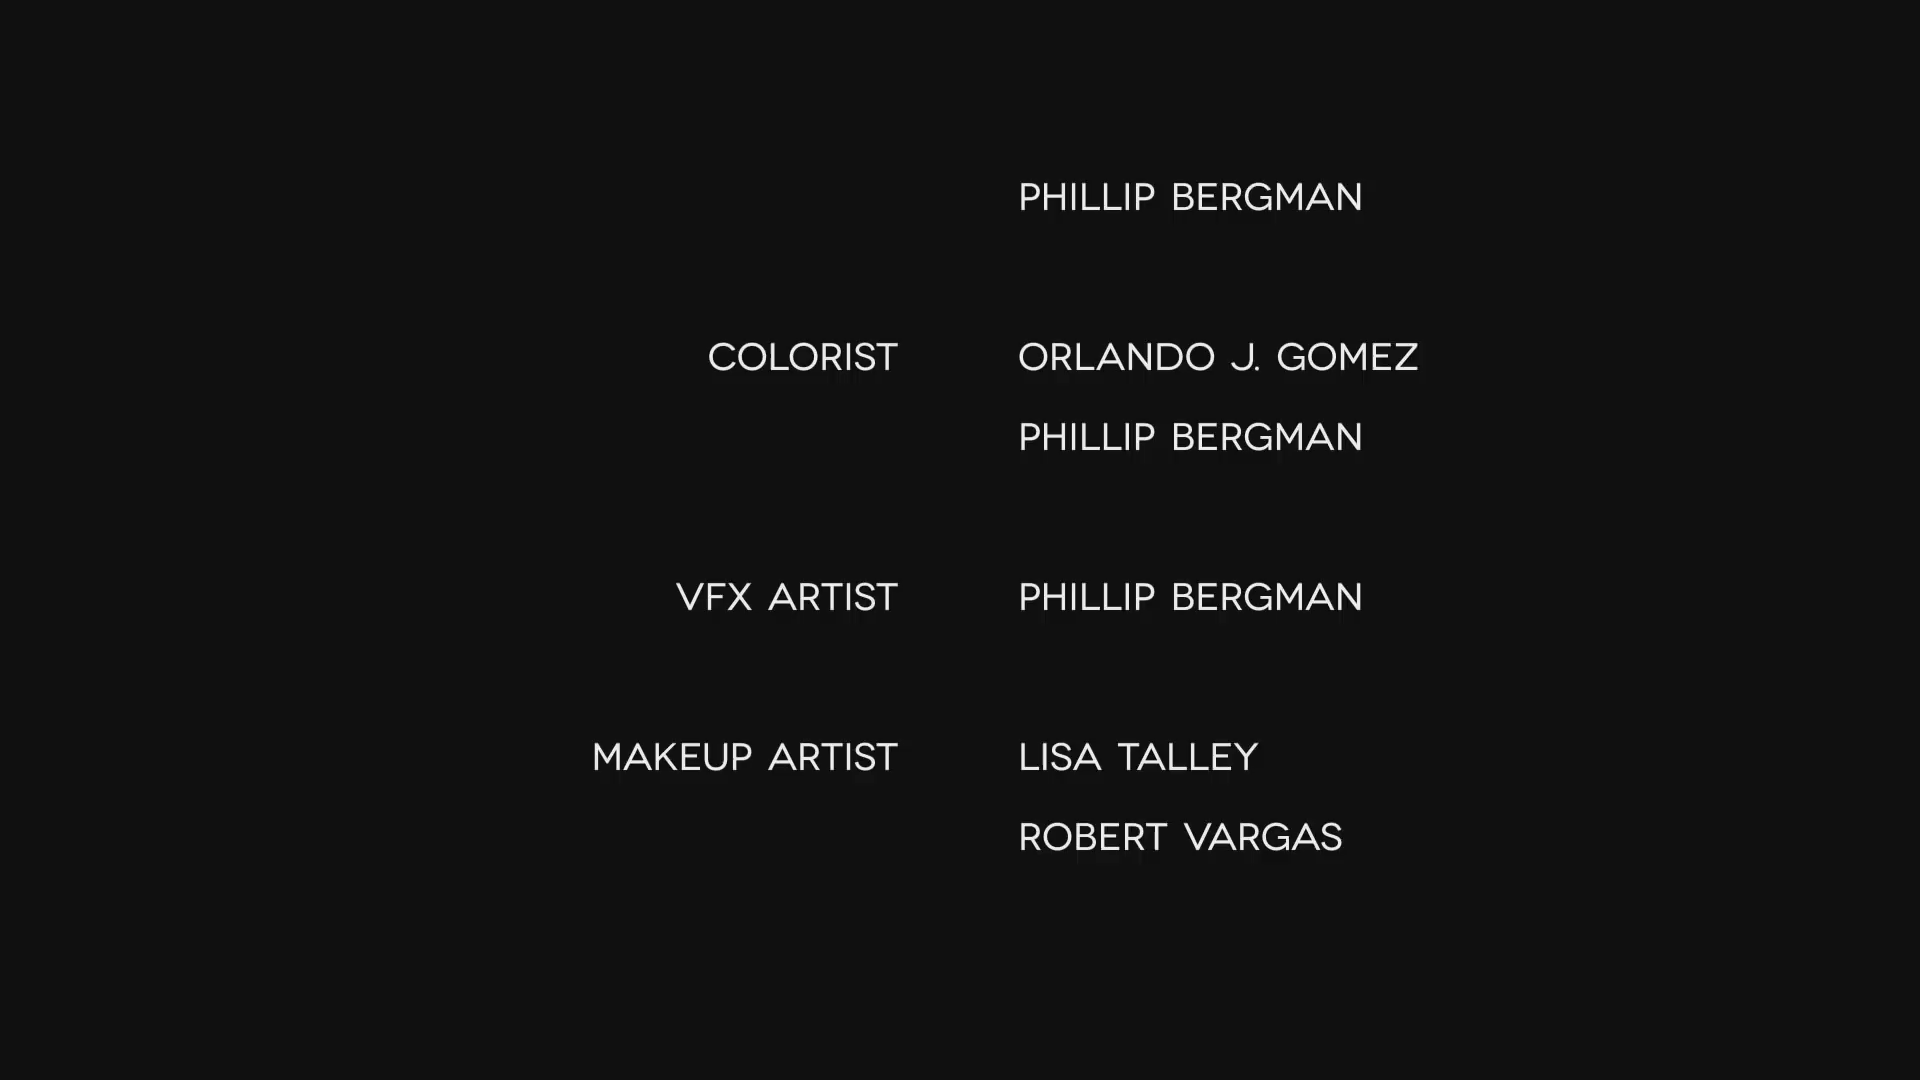 PHILLIP BERGMAN
COLORIST ORLANDO J. GOMEZ
PHILLIP BERGMAN
VFX ARTIST PHILLIP BERGMAN
MAKEUP ARTIST LISA TALLEY
ROBERT VARGAS